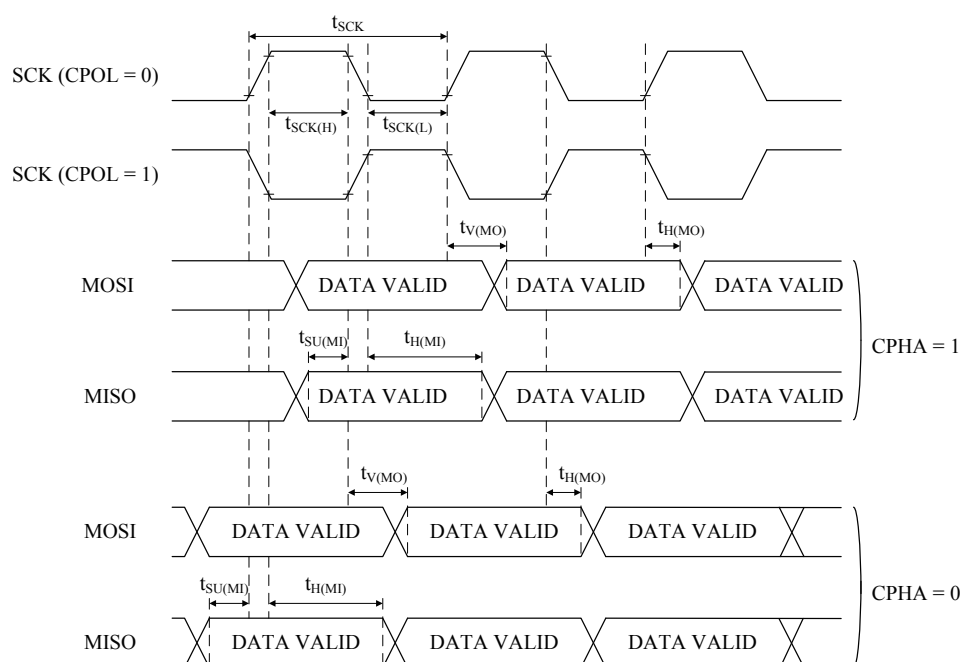 tSCK
SCK (CPOL = 0)
tSCK(H) tSCK(L)
SCK (CPOL = 1)
tV(MO) tH(MO)
MOSI DATA VALID DATA VALID DATA VALID
tSU(MI) tH(MI)
CPHA = 1
MISO DATA VALID DATA VALID DATA VALID
tV(MO) tH(MO)
MOSI DATA VALID DATA VALID DATA VALID
tSU(MI) tH(MI)
CPHA = 0
MISO DATA VALID DATA VALID DATA VALID